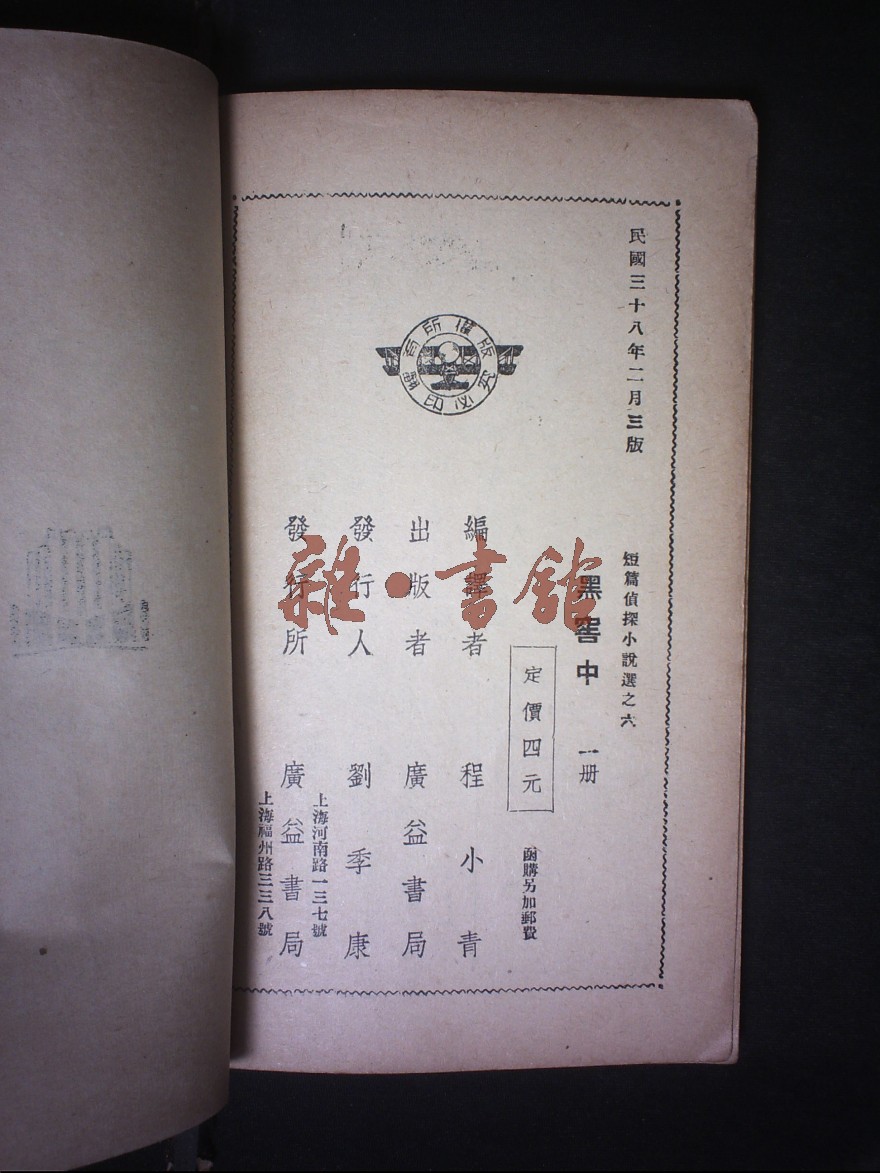 民國三十八年二月三版
短篇偵探小說選之六
黑窖中 一册
定價四元
函購另加郵費
編譯者 程小青
出版者 廣益書局
發行人 劉季康
發行所 廣益書局
上海河南路一三七號
上海福州路三三八號
版權所有
翻印必究
雜·書館